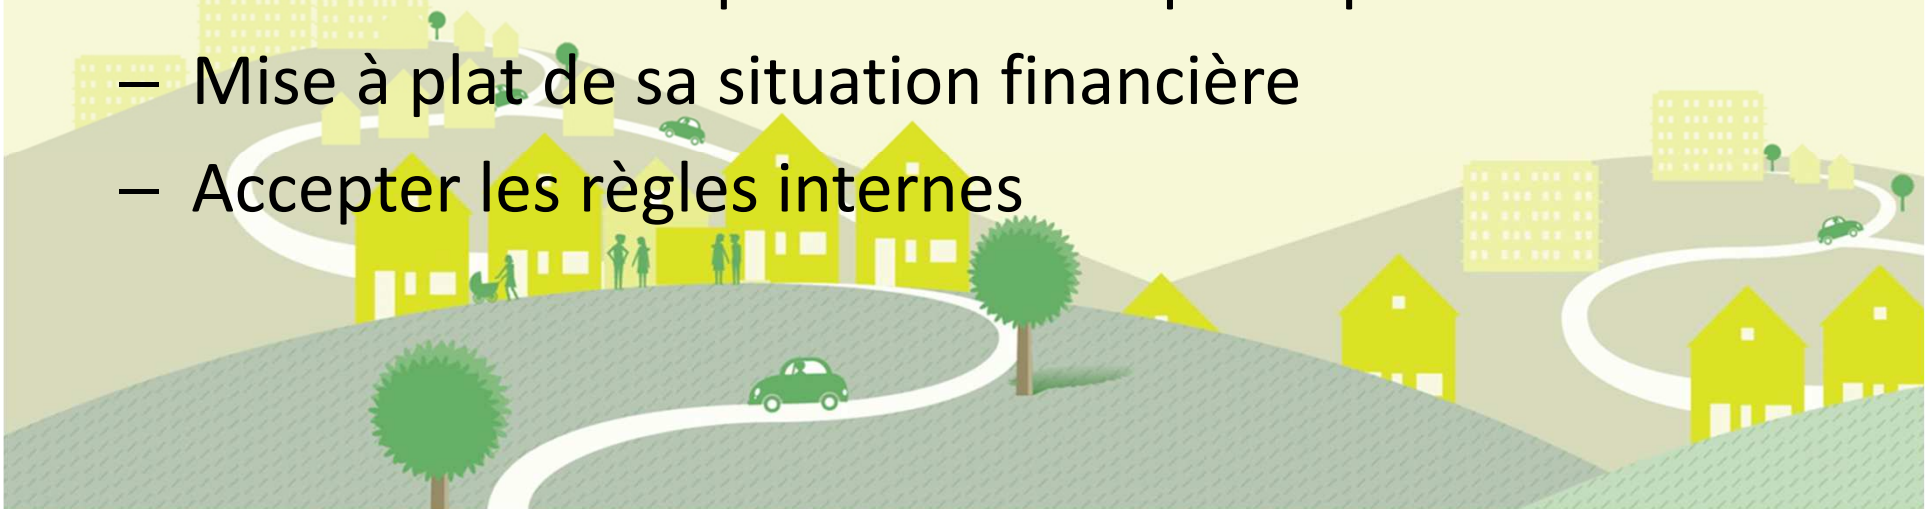 – Mise à plat de sa situation financière
– Accepter les règles internes